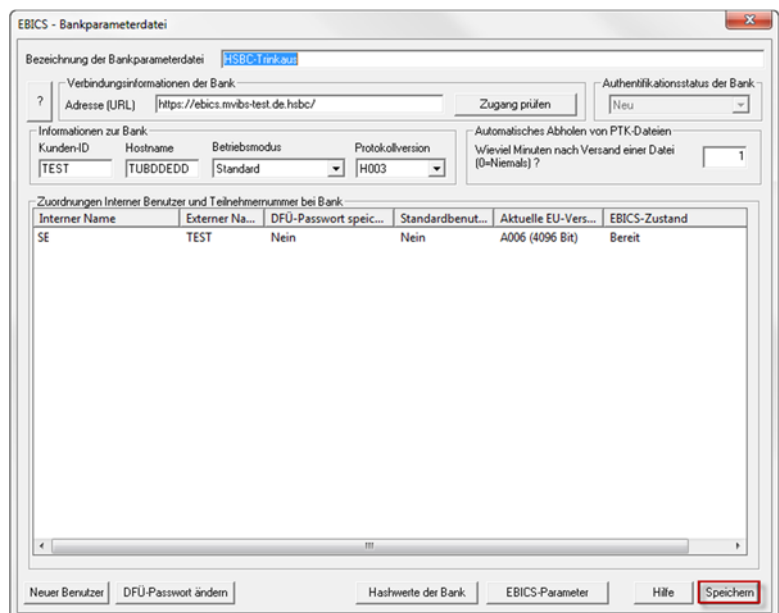 EBICS - Bankparameterdatei
Bezeichnung der Bankparameterdatei HSBC-Trinkaus
Verbindungsinformationen der Bank
Authentifikationsstatus der Bank
? Adresse (URL) https://ebics.mvibs-test.de.hsbc/ Zugang prüfen Neu
Informationen zur Bank
Automatisches Abholen von PTK-Dateien
Kunden-ID Hostname Betriebsmodus Protokollversion
Wieviel Minuten nach Versand einer Datei
(0=Niemals) ? 1
TEST TUBDDEDD Standard H003
Zuordnungen Interner Benutzer und Teilnehmernummer bei Bank
Interner Name Externer Na... DFÜ-Passwort speic... Standardbenut... Aktuelle EU-Vers... EBICS-Zustand
SE TEST Nein Nein A006 (4096 Bit) Bereit
Neuer Benutzer DFÜ-Passwort ändern Hashwerte der Bank EBICS-Parameter Hilfe Speichern